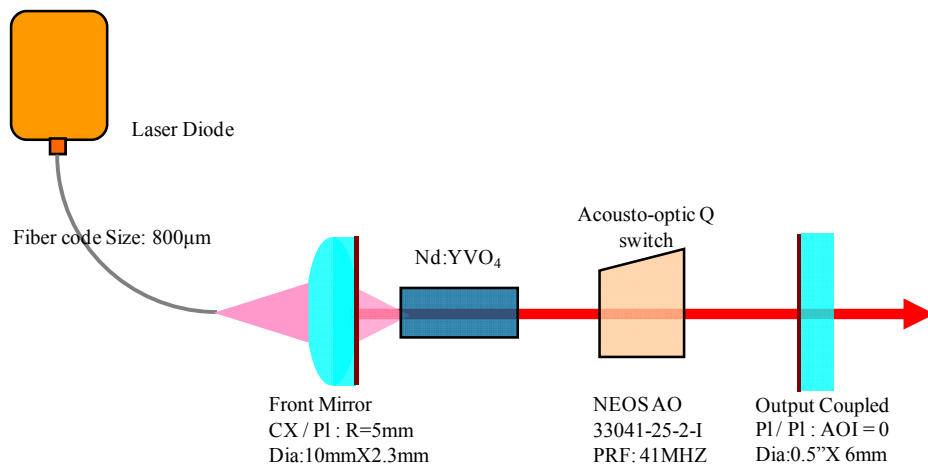 Laser Diode
Fiber code Size: 800μm
Acousto-optic Q
switch
Nd:YVO₄
Front Mirror
CX / Pl : R=5mm
Dia:10mmX2.3mm
NEOS AO
33041-25-2-I
PRF: 41MHZ
Output Coupled
Pl / Pl : AOI = 0
Dia:0.5”X 6mm